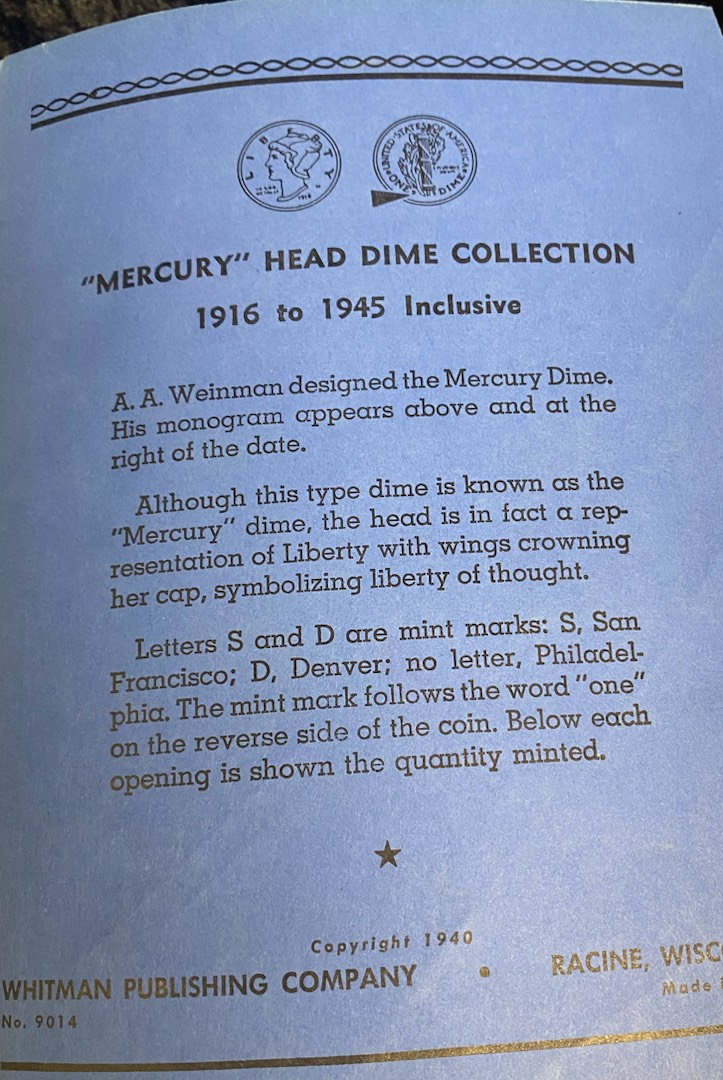 LIBERTY
1916
UNITED·STATES OF·AMERICA
ONE DIME
"MERCURY" HEAD DIME COLLECTION
1916 to 1945 Inclusive
A. A. Weinman designed the Mercury Dime.
His monogram appears above and at the
right of the date.
Although this type dime is known as the
"Mercury" dime, the head is in fact a rep-
resentation of Liberty with wings crowning
her cap, symbolizing liberty of thought.
Letters S and D are mint marks: S, San
Francisco; D, Denver; no letter, Philadel-
phia. The mint mark follows the word "one"
on the reverse side of the coin. Below each
opening is shown the quantity minted.
Copyright 1940
WHITMAN PUBLISHING COMPANY • RACINE, WISC
No. 9014
Made